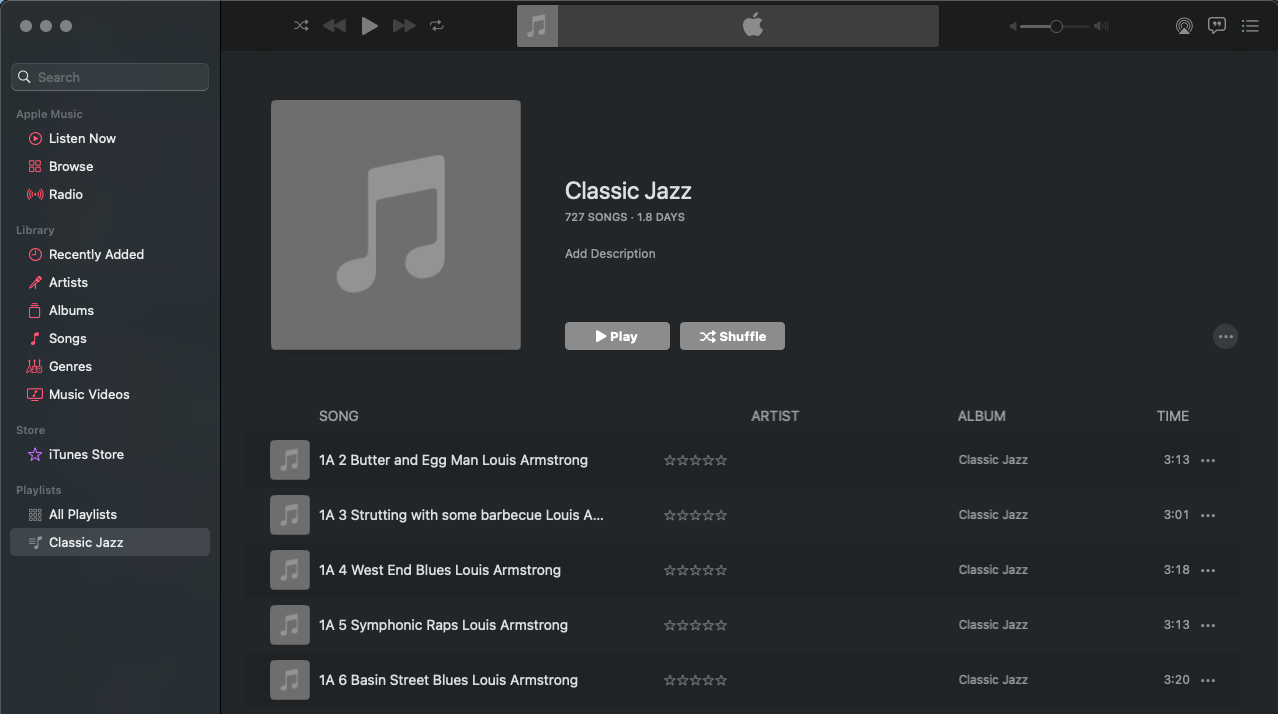 Search
Apple Music
Listen Now
Browse
Radio
Library
Recently Added
Artists
Albums
Songs
Genres
Music Videos
Store
iTunes Store
Playlists
All Playlists
Classic Jazz
Classic Jazz
727 SONGS · 1.8 DAYS
Add Description
Play Shuffle
SONG ARTIST ALBUM TIME
1A 2 Butter and Egg Man Louis Armstrong Classic Jazz 3:13
1A 3 Strutting with some barbecue Louis A... Classic Jazz 3:01
1A 4 West End Blues Louis Armstrong Classic Jazz 3:18
1A 5 Symphonic Raps Louis Armstrong Classic Jazz 3:13
1A 6 Basin Street Blues Louis Armstrong Classic Jazz 3:20